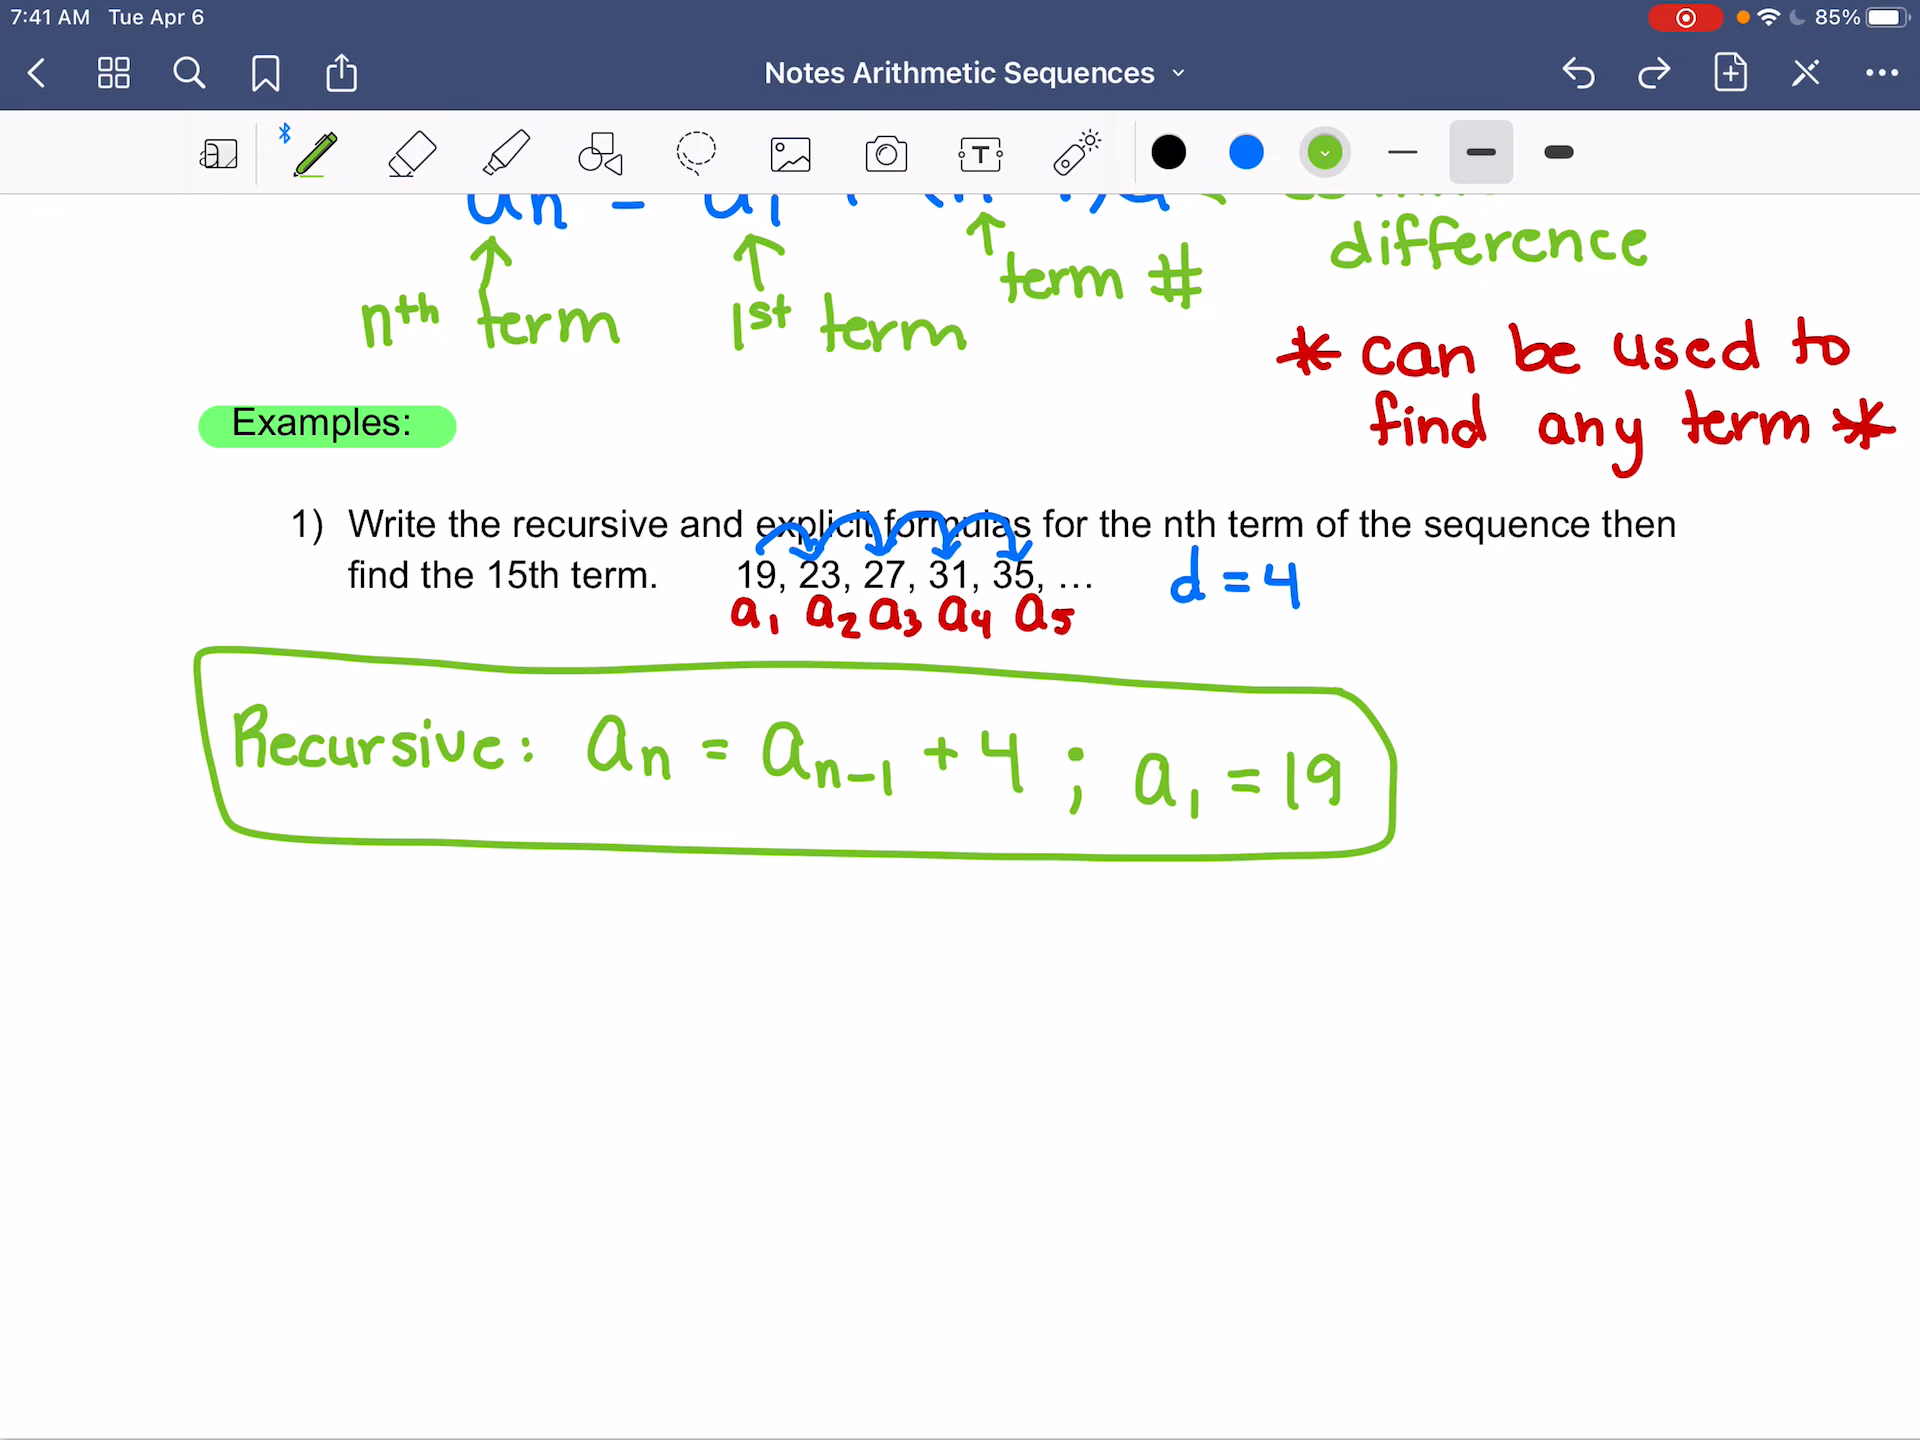 7:41 AM Tue Apr 6
85%
Notes Arithmetic Sequences
difference
term #
nth term
1st term
* can be used to
find any term *
Examples:
1) Write the recursive and explicit formulas for the nth term of the sequence then
find the 15th term. 19, 23, 27, 31, 35, … d = 4
a₁ a₂ a₃ a₄ a₅
Recursive: aₙ = aₙ₋₁ + 4 ; a₁ = 19